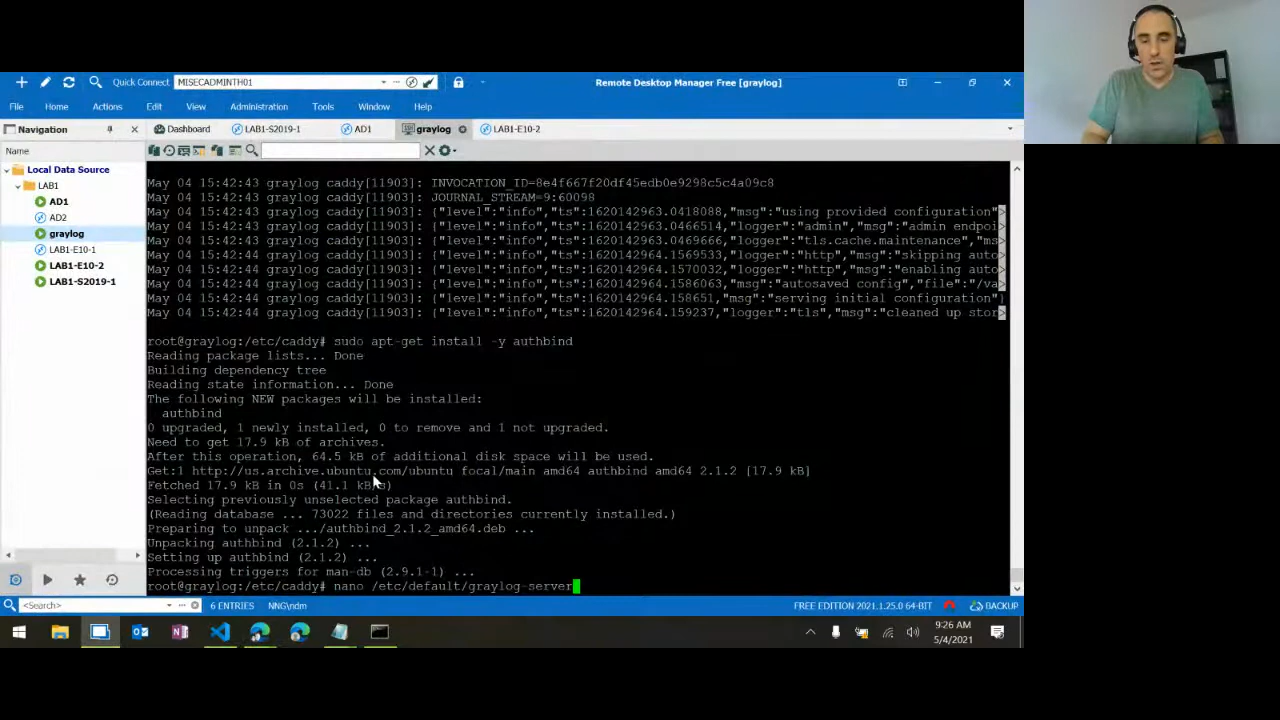 Quick Connect MISECADMINTH01
Remote Desktop Manager Free [graylog]
File Home Actions Edit View Administration Tools Window Help
Navigation
Dashboard LAB1-S2019-1 AD1 graylog LAB1-E10-2
Name
Local Data Source
LAB1
AD1
AD2
graylog
LAB1-E10-1
LAB1-E10-2
LAB1-S2019-1
May 04 15:42:43 graylog caddy[11903]: INVOCATION_ID=8e4f667f20df45edb0e9298c5c4a09c8
May 04 15:42:43 graylog caddy[11903]: JOURNAL_STREAM=9:60098
May 04 15:42:43 graylog caddy[11903]: {"level":"info","ts":1620142963.0418088,"msg":"using provided configuration">
May 04 15:42:43 graylog caddy[11903]: {"level":"info","ts":1620142963.0466514,"logger":"admin","msg":"admin endpoi>
May 04 15:42:43 graylog caddy[11903]: {"level":"info","ts":1620142963.0469666,"logger":"tls.cache.maintenance","ms>
May 04 15:42:44 graylog caddy[11903]: {"level":"info","ts":1620142964.1569533,"logger":"http","msg":"skipping auto>
May 04 15:42:44 graylog caddy[11903]: {"level":"info","ts":1620142964.1570032,"logger":"http","msg":"enabling auto>
May 04 15:42:44 graylog caddy[11903]: {"level":"info","ts":1620142964.1586063,"msg":"autosaved config","file":"/va>
May 04 15:42:44 graylog caddy[11903]: {"level":"info","ts":1620142964.158651,"msg":"serving initial configuration"}
May 04 15:42:44 graylog caddy[11903]: {"level":"info","ts":1620142964.159237,"logger":"tls","msg":"cleaned up stor>
root@graylog:/etc/caddy# sudo apt-get install -y authbind
Reading package lists... Done
Building dependency tree
Reading state information... Done
The following NEW packages will be installed:
authbind
0 upgraded, 1 newly installed, 0 to remove and 1 not upgraded.
Need to get 17.9 kB of archives.
After this operation, 64.5 kB of additional disk space will be used.
Get:1 http://us.archive.ubuntu.com/ubuntu focal/main amd64 authbind amd64 2.1.2 [17.9 kB]
Fetched 17.9 kB in 0s (41.1 kB/s)
Selecting previously unselected package authbind.
(Reading database ... 73022 files and directories currently installed.)
Preparing to unpack .../authbind_2.1.2_amd64.deb ...
Unpacking authbind (2.1.2) ...
Setting up authbind (2.1.2) ...
Processing triggers for man-db (2.9.1-1) ...
root@graylog:/etc/caddy# nano /etc/default/graylog-server
<Search> 6 ENTRIES NNG\rdm FREE EDITION 2021.1.25.0 64-BIT BACKUP
9:26 AM
5/4/2021